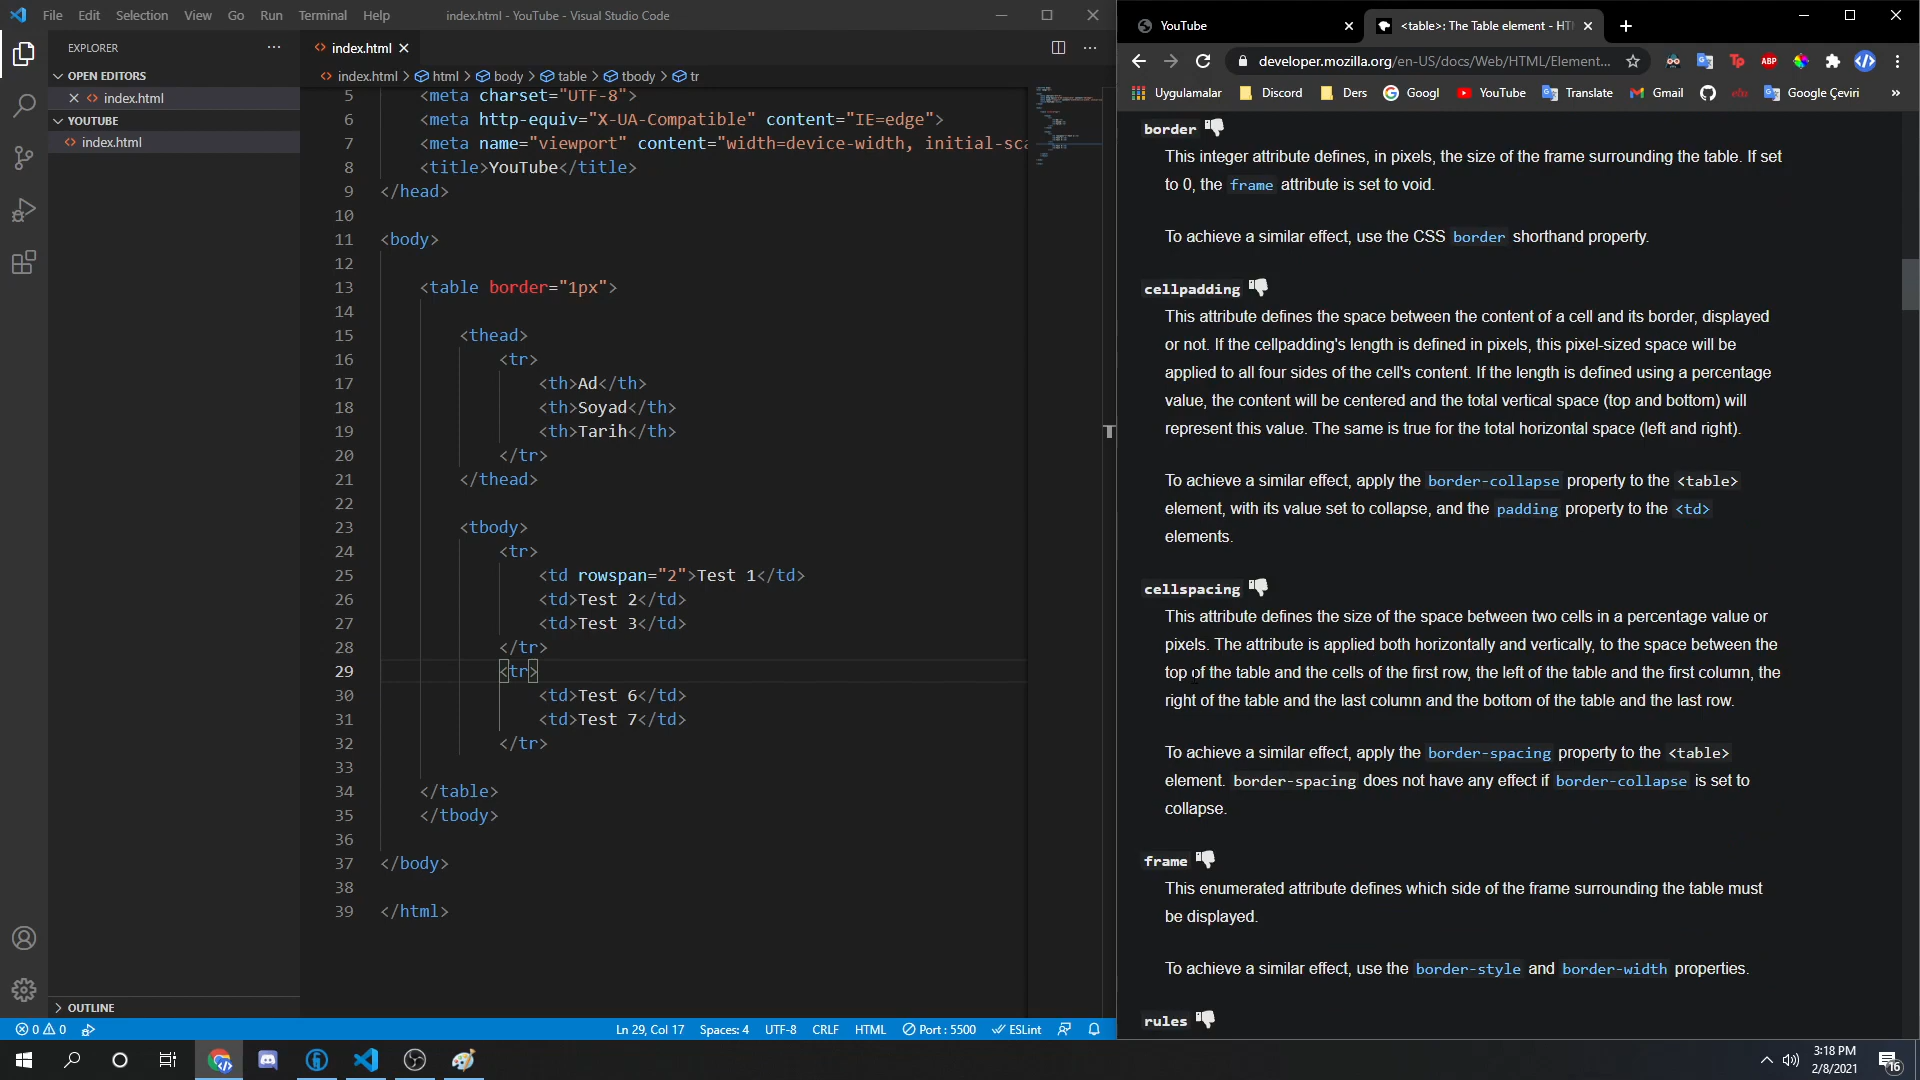 File Edit Selection View Go Run Terminal Help
index.html - YouTube - Visual Studio Code
EXPLORER
OPEN EDITORS
index.html
YOUTUBE
index.html
OUTLINE
index.html
index.html > html > body > table > tbody > tr
5 <meta charset="UTF-8">
6 <meta http-equiv="X-UA-Compatible" content="IE=edge">
7 <meta name="viewport" content="width=device-width, initial-sca
8 <title>YouTube</title>
9 </head>
10
11 <body>
12
13 <table border="1px">
14
15 <thead>
16 <tr>
17 <th>Ad</th>
18 <th>Soyad</th>
19 <th>Tarih</th>
20 </tr>
21 </thead>
22
23 <tbody>
24 <tr>
25 <td rowspan="2">Test 1</td>
26 <td>Test 2</td>
27 <td>Test 3</td>
28 </tr>
29 <tr>
30 <td>Test 6</td>
31 <td>Test 7</td>
32 </tr>
33
34 </table>
35 </tbody>
36
37 </body>
38
39 </html>
0 0
Ln 29, Col 17 Spaces: 4 UTF-8 CRLF HTML Port : 5500 ESLint
YouTube
<table>: The Table element - HT
developer.mozilla.org/en-US/docs/Web/HTML/Element...
Tp ABP
Uygulamalar Discord Ders Googl YouTube Translate Gmail Google Çeviri »
border
This integer attribute defines, in pixels, the size of the frame surrounding the table. If set
to 0, the frame attribute is set to void.
To achieve a similar effect, use the CSS border shorthand property.
cellpadding
This attribute defines the space between the content of a cell and its border, displayed
or not. If the cellpadding's length is defined in pixels, this pixel-sized space will be
applied to all four sides of the cell's content. If the length is defined using a percentage
value, the content will be centered and the total vertical space (top and bottom) will
represent this value. The same is true for the total horizontal space (left and right).
To achieve a similar effect, apply the border-collapse property to the <table>
element, with its value set to collapse, and the padding property to the <td>
elements.
cellspacing
This attribute defines the size of the space between two cells in a percentage value or
pixels. The attribute is applied both horizontally and vertically, to the space between the
top of the table and the cells of the first row, the left of the table and the first column, the
right of the table and the last column and the bottom of the table and the last row.
To achieve a similar effect, apply the border-spacing property to the <table>
element. border-spacing does not have any effect if border-collapse is set to
collapse.
frame
This enumerated attribute defines which side of the frame surrounding the table must
be displayed.
To achieve a similar effect, use the border-style and border-width properties.
rules
3:18 PM
2/8/2021
16